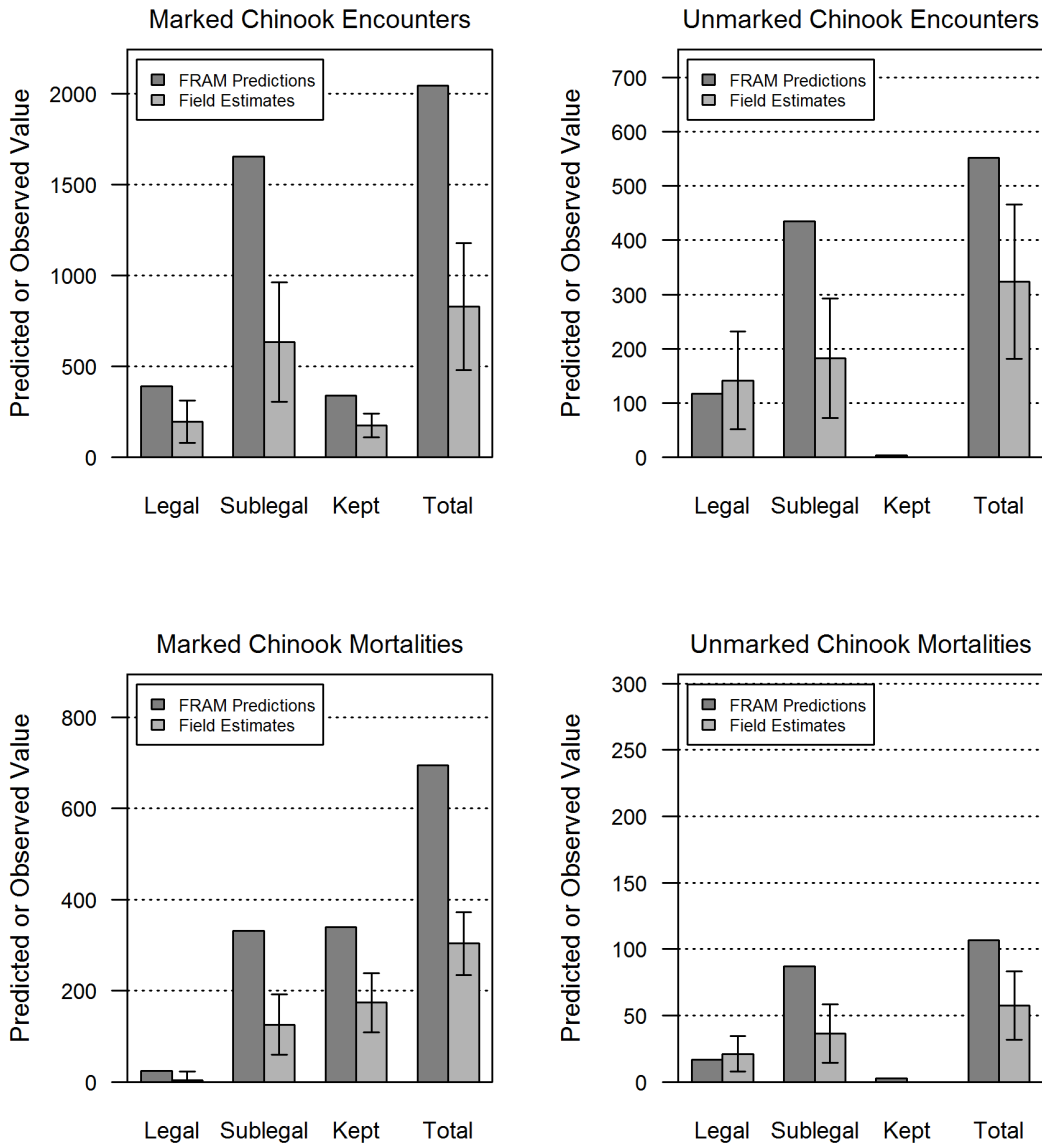 Marked Chinook Encounters
Predicted or Observed Value
FRAM Predictions
Field Estimates
2000
1500
1000
500
0
Legal Sublegal Kept Total
Unmarked Chinook Encounters
Predicted or Observed Value
FRAM Predictions
Field Estimates
700
600
500
400
300
200
100
0
Legal Sublegal Kept Total
Marked Chinook Mortalities
Predicted or Observed Value
FRAM Predictions
Field Estimates
800
600
400
200
0
Legal Sublegal Kept Total
Unmarked Chinook Mortalities
Predicted or Observed Value
FRAM Predictions
Field Estimates
300
250
200
150
100
50
0
Legal Sublegal Kept Total